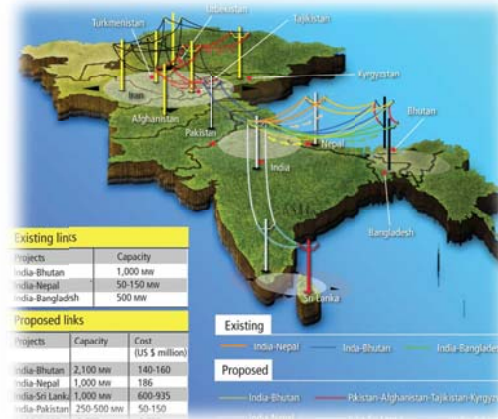 Uzbekistan
Turkmenistan
Tajikistan
Kyrgyzstan
Iran
Afghanistan
Pakistan
Bhutan
Nepal
India
Bangladesh
Sri Lanka
Existing links
Projects Capacity
India-Bhutan 1,000 MW
India-Nepal 50-150 MW
India-Bangladesh 500 MW
Proposed links
Projects Capacity Cost
(US $ million)
India-Bhutan 2,100 MW 140-160
India-Nepal 1,000 MW 186
India-Sri Lanka 1,000 MW 600-935
India-Pakistan 250-500 MW 50-150
Existing
India-Nepal Inda-Bhutan India-Banglades
Proposed
India-Bhutan Pkistan-Afghanistan-Tajikistan-Kyrgyz